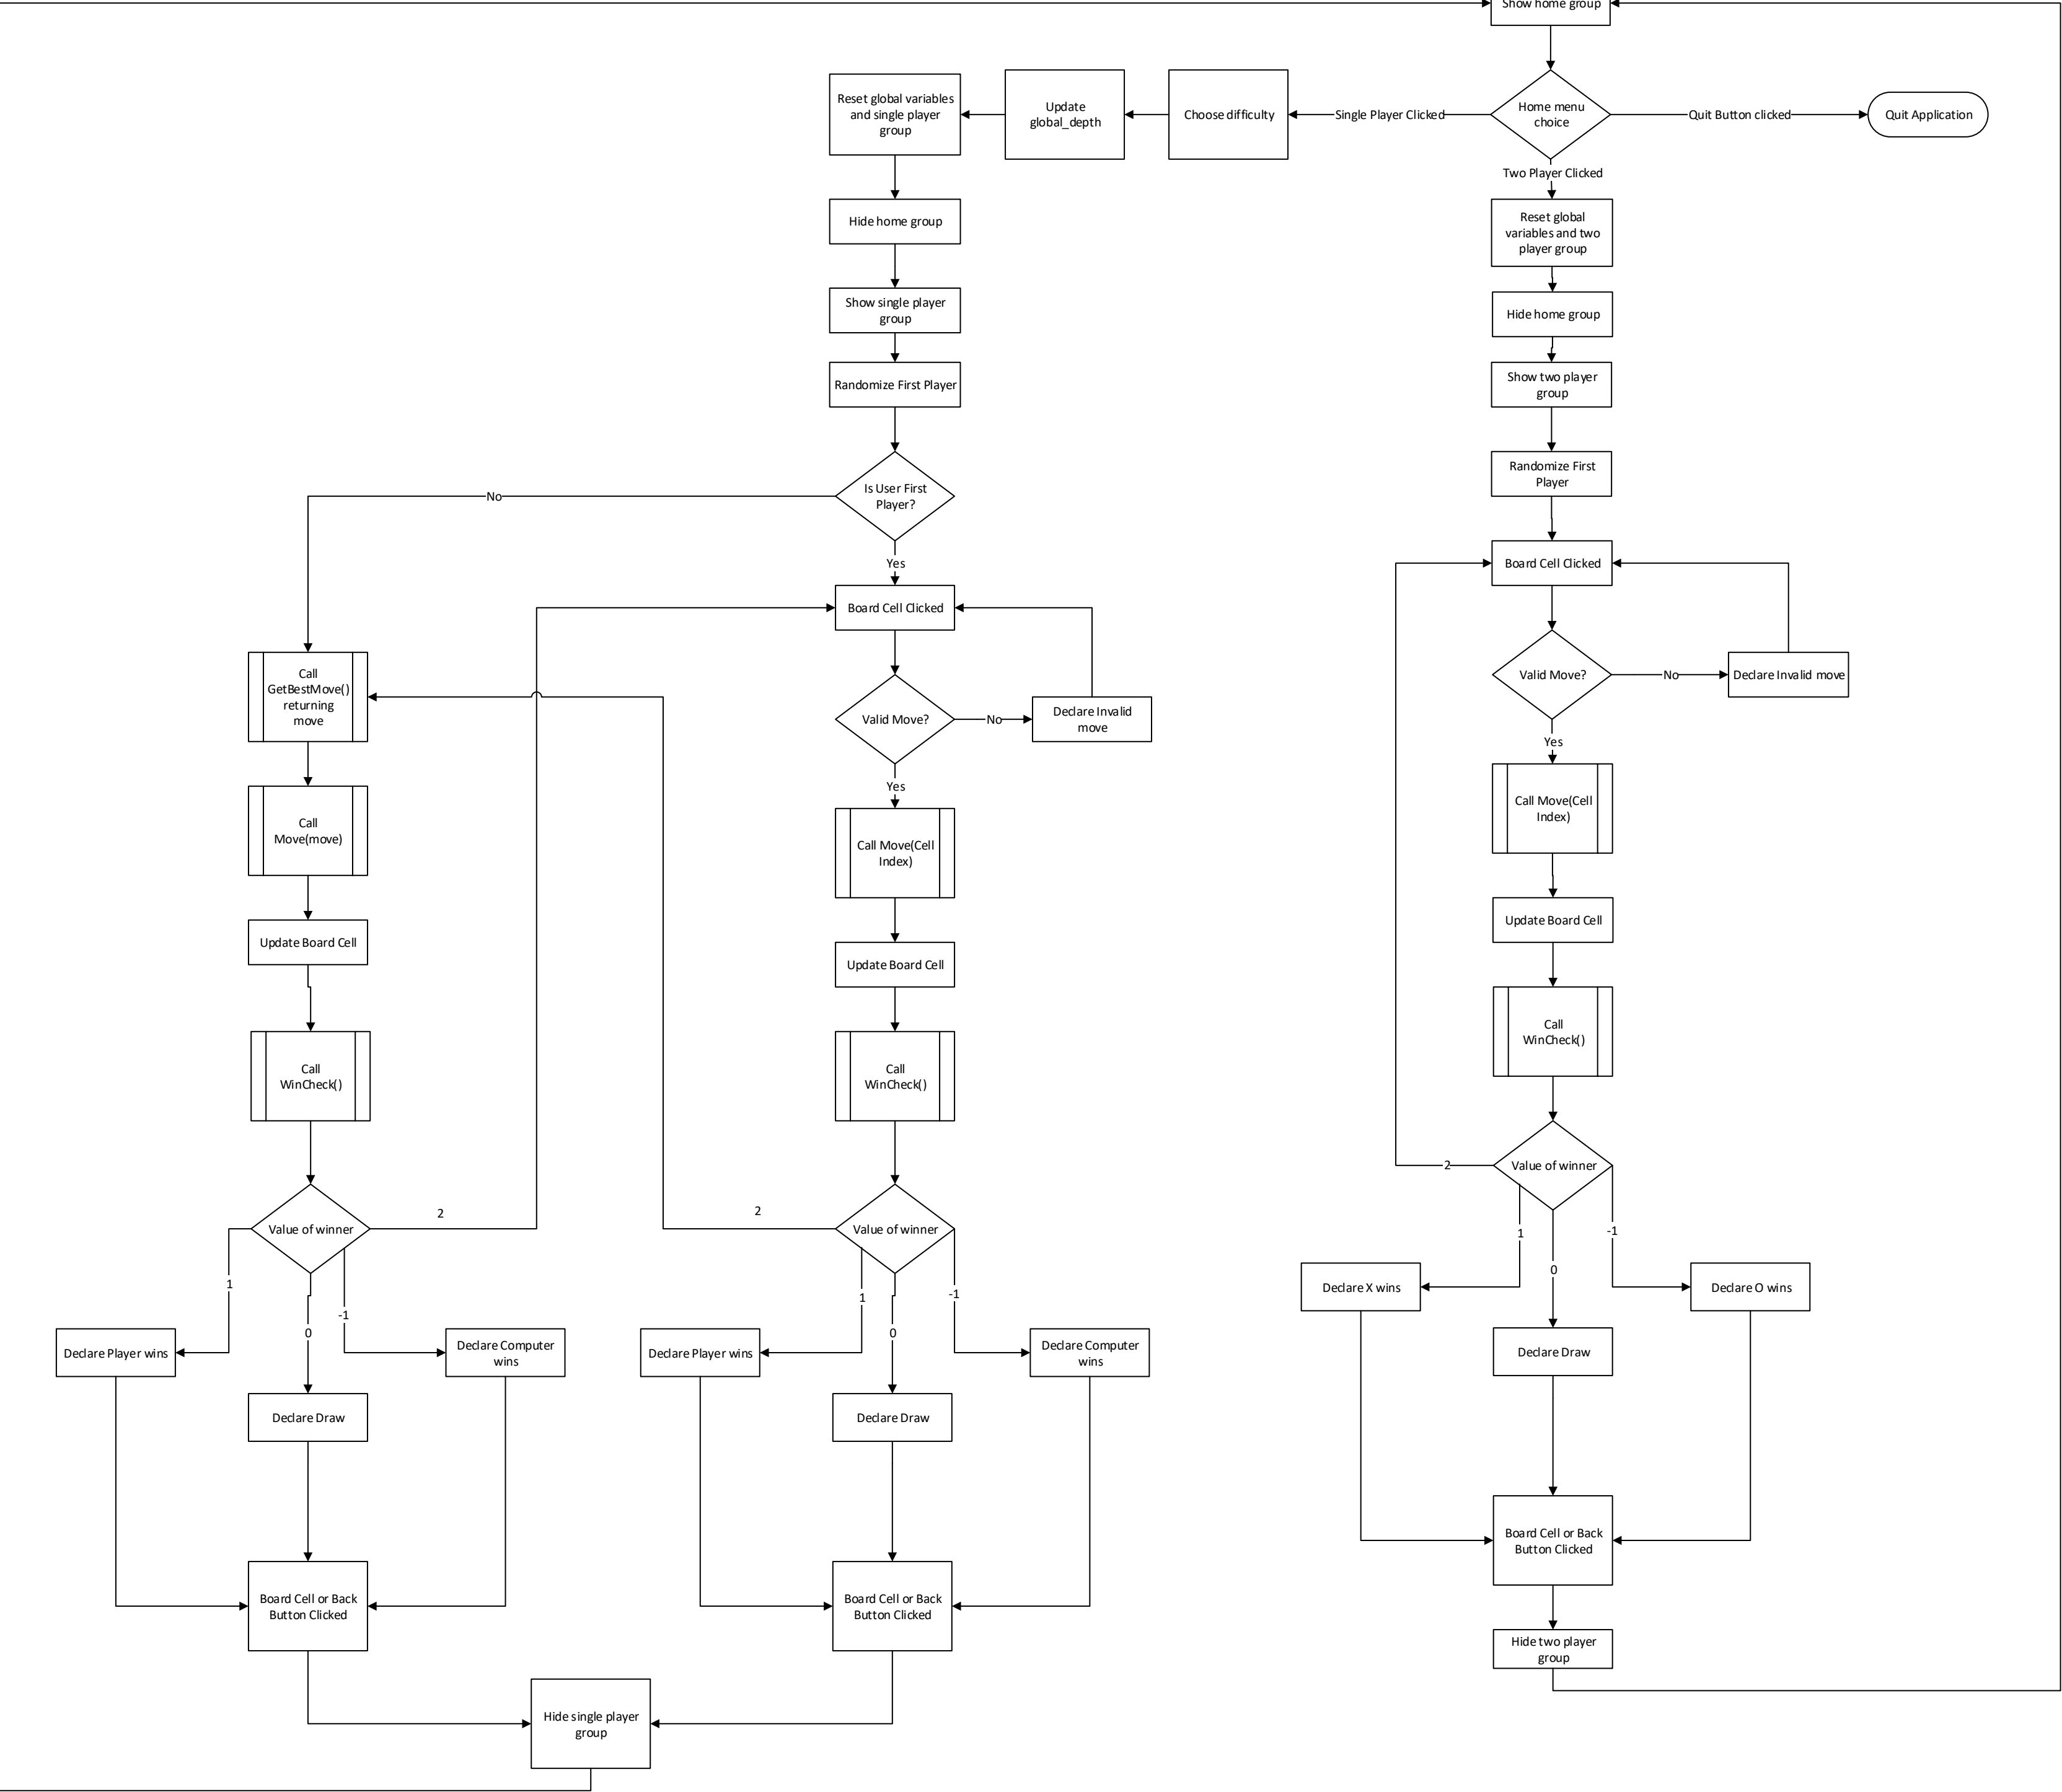 Show home group
Home menu
choice
Single Player Clicked
Quit Button clicked
Quit Application
Choose difficulty
Update
global_depth
Reset global variables
and single player
group
Two Player Clicked
Hide home group
Show single player
group
Randomize First Player
Is User First
Player?
No
Yes
Board Cell Clicked
Valid Move?
No
Declare Invalid
move
Yes
Call Move(Cell
Index)
Update Board Cell
Call
WinCheck()
Value of winner
2
1
0
-1
Declare Player wins
Declare Draw
Declare Computer
wins
Board Cell or Back
Button Clicked
Call
GetBestMove()
returning
move
Call
Move(move)
Update Board Cell
Call
WinCheck()
Value of winner
2
1
0
-1
Declare Player wins
Declare Draw
Declare Computer
wins
Board Cell or Back
Button Clicked
Hide single player
group
Reset global
variables and two
player group
Hide home group
Show two player
group
Randomize First
Player
Board Cell Clicked
Valid Move?
No
Declare Invalid move
Yes
Call Move(Cell
Index)
Update Board Cell
Call
WinCheck()
Value of winner
2
1
0
-1
Declare X wins
Declare Draw
Declare O wins
Board Cell or Back
Button Clicked
Hide two player
group